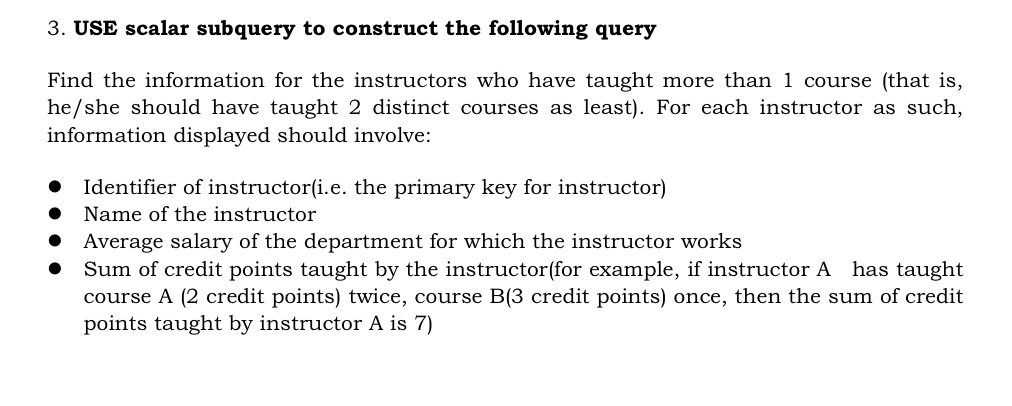 3. USE scalar subquery to construct the following query
Find the information for the instructors who have taught more than 1 course (that is,
he/she should have taught 2 distinct courses as least). For each instructor as such,
information displayed should involve:
● Identifier of instructor(i.e. the primary key for instructor)
● Name of the instructor
● Average salary of the department for which the instructor works
● Sum of credit points taught by the instructor(for example, if instructor A has taught
course A (2 credit points) twice, course B(3 credit points) once, then the sum of credit
points taught by instructor A is 7)